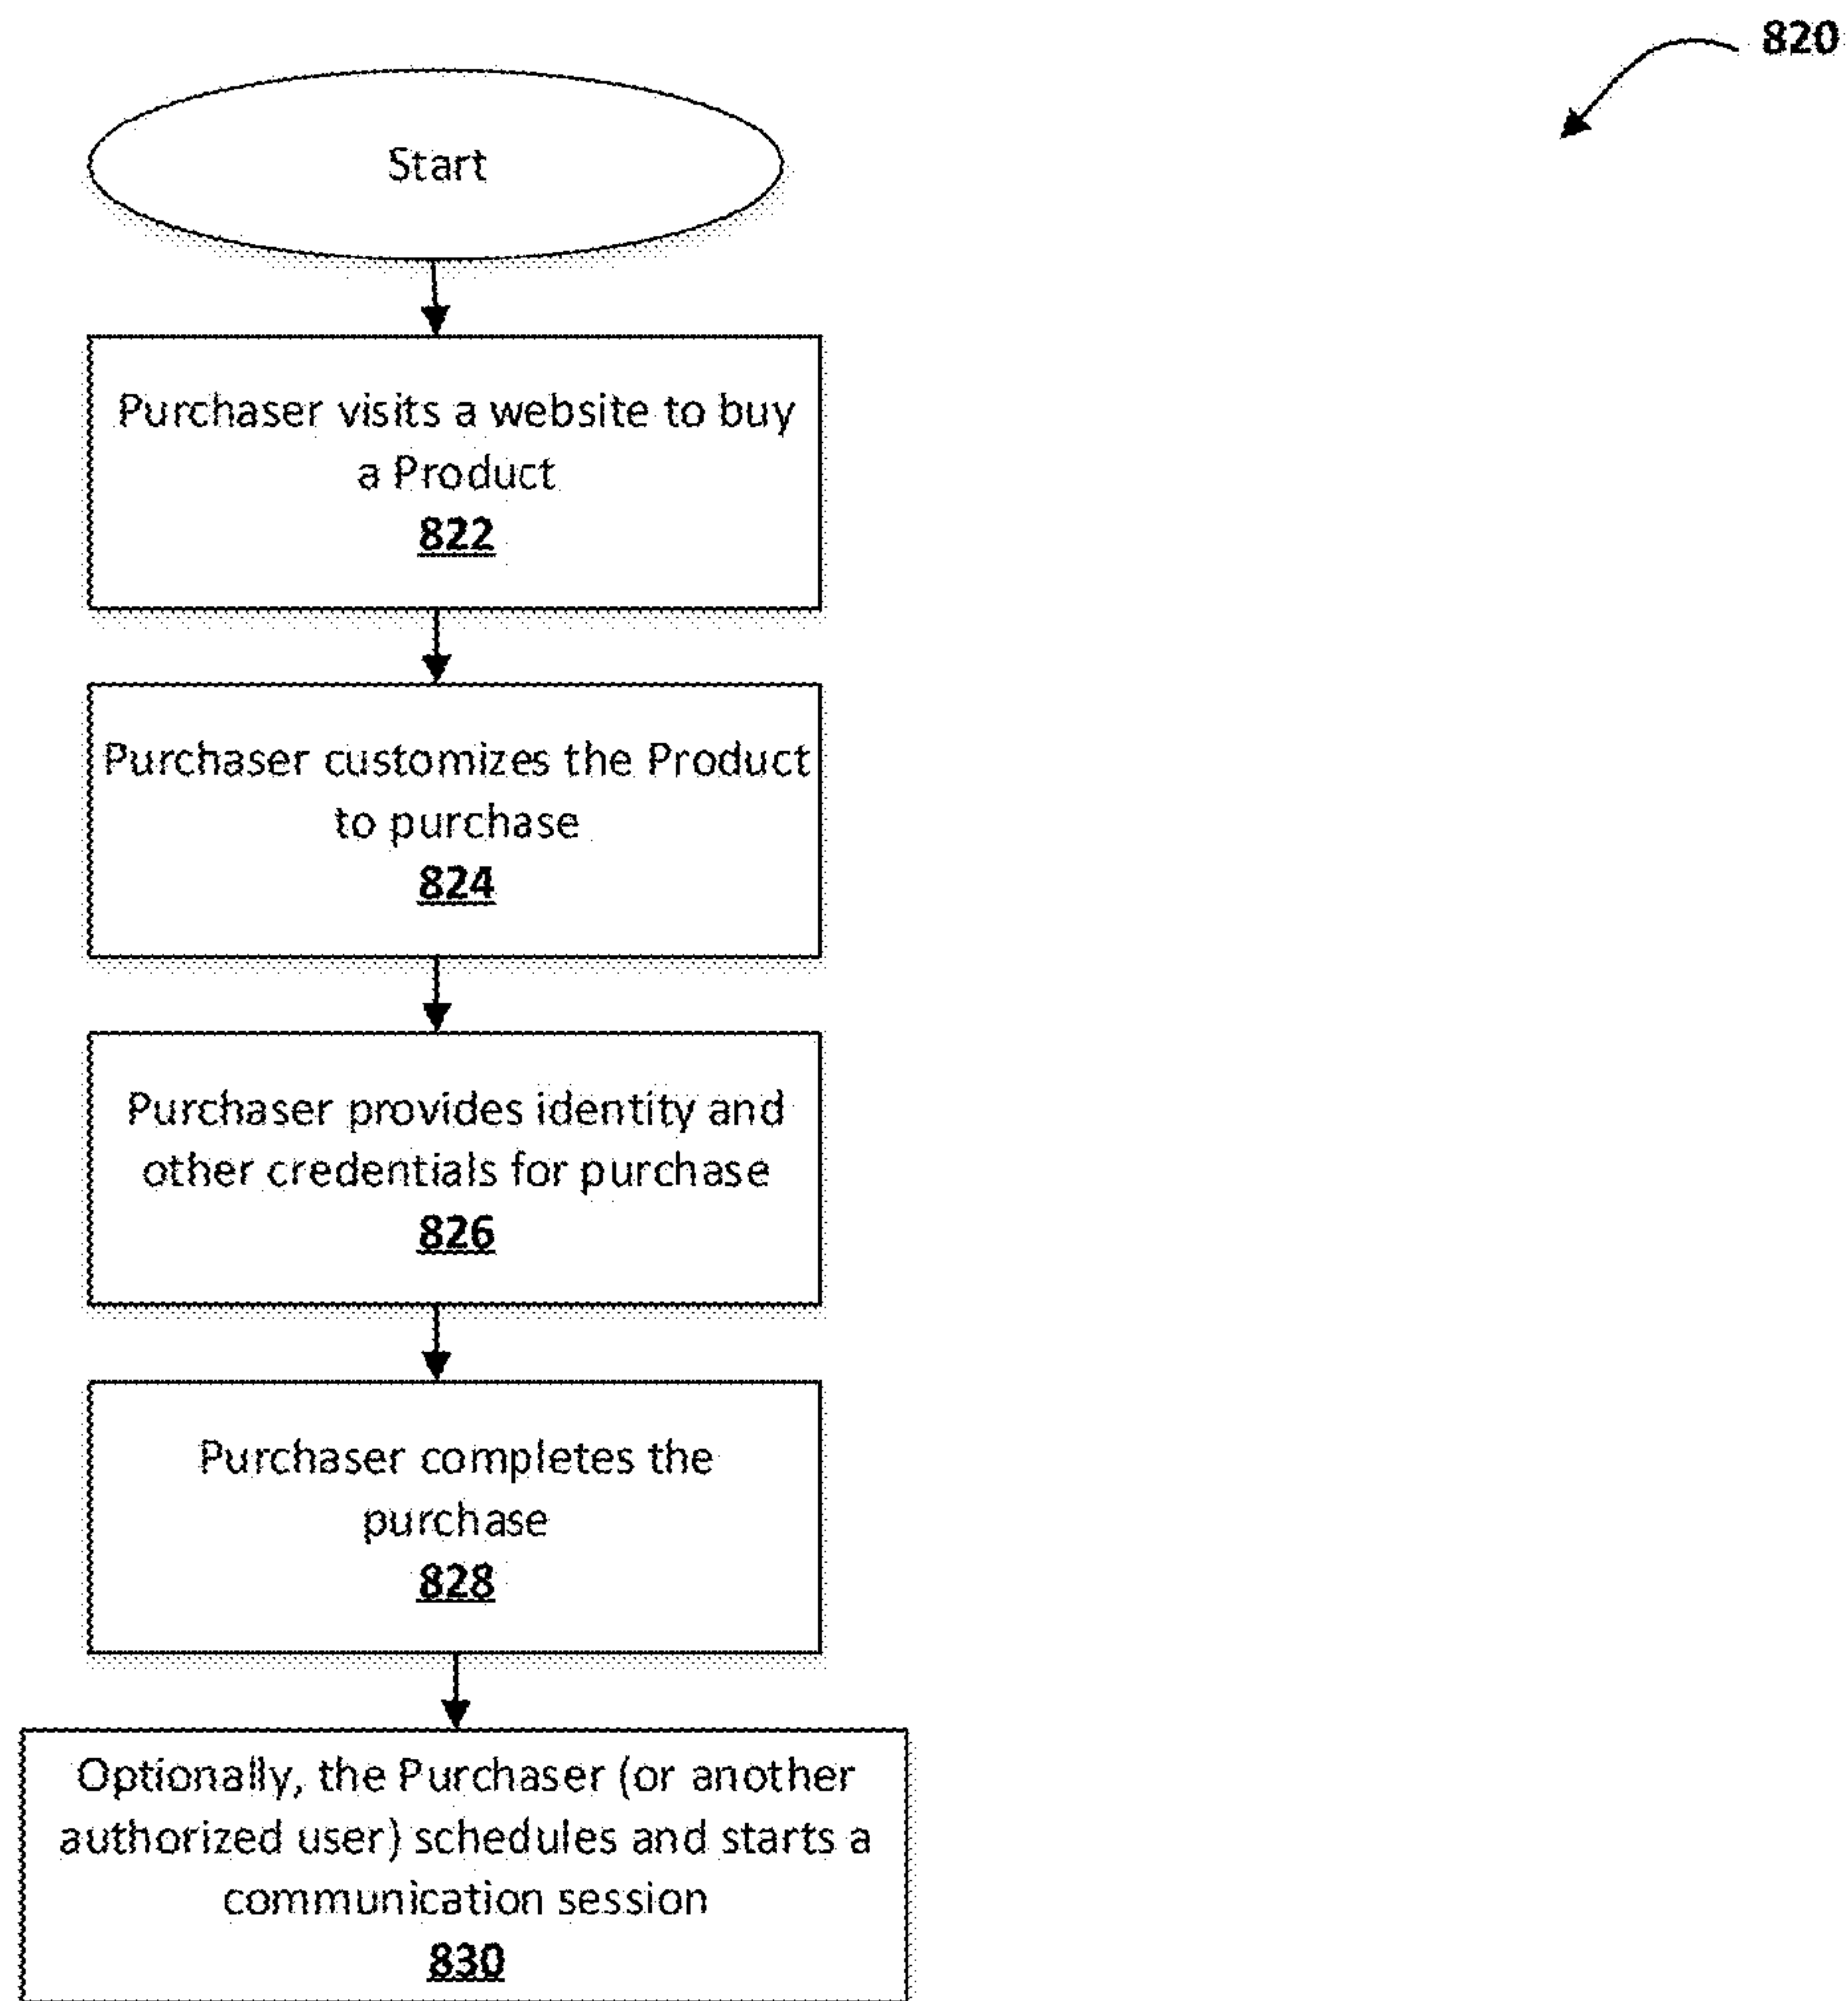 820
Start
Purchaser visits a website to buy
a Product
822
Purchaser customizes the Product
to purchase
824
Purchaser provides identity and
other credentials for purchase
826
Purchaser completes the
purchase
828
Optionally, the Purchaser (or another
authorized user) schedules and starts a
communication session
830